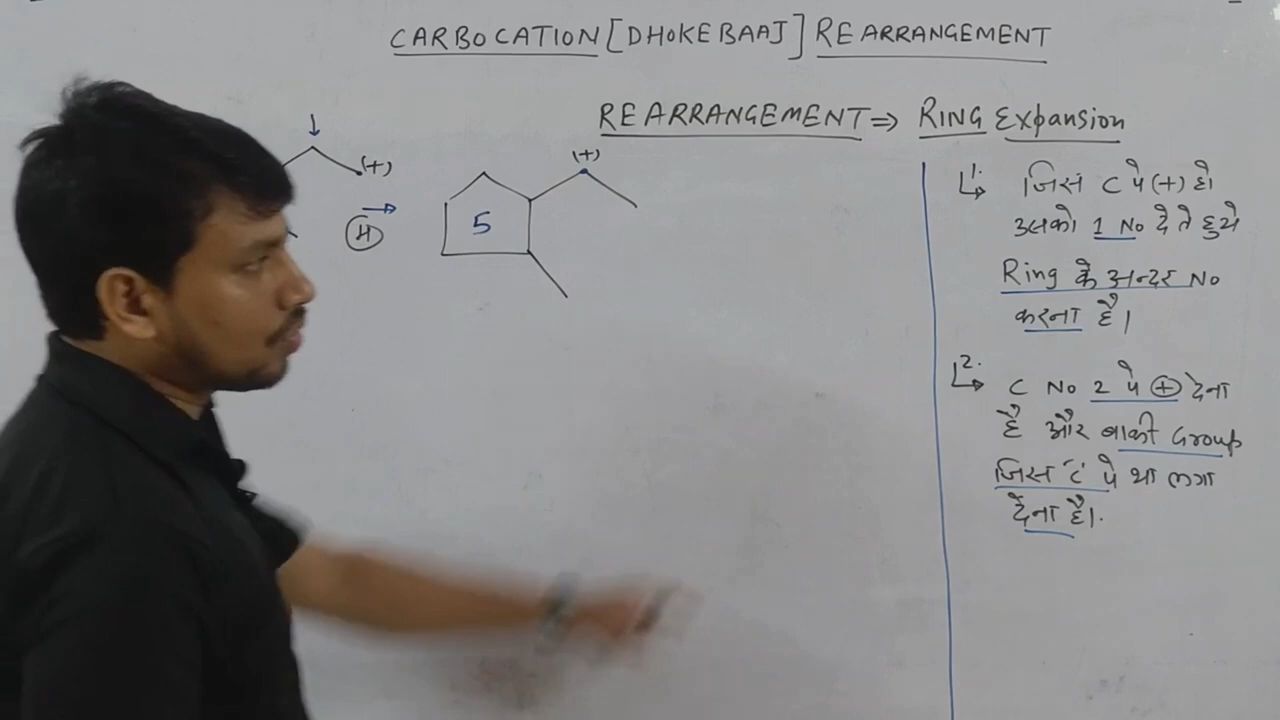 CARBOCATION [DHOKEBAAJ] REARRANGEMENT
REARRANGEMENT ⇒ RING Expansion
(+)
(+)
H
5
1. जिस C पे (+) हो
उसको 1 No देते हुये
Ring के अन्दर No
करना है।
2. C No 2 पे ⊕ देना
है और बाकी Group
जिस C पे था लगा
देना है।